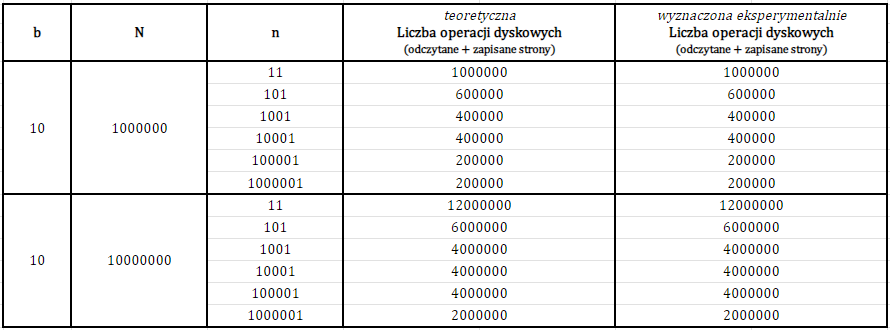 b N n teoretyczna wyznaczona eksperymentalnie
Liczba operacji dyskowych Liczba operacji dyskowych
(odczytane + zapisane strony) (odczytane + zapisane strony)
10 1000000 11 1000000 1000000
101 600000 600000
1001 400000 400000
10001 400000 400000
100001 200000 200000
1000001 200000 200000
10 10000000 11 12000000 12000000
101 6000000 6000000
1001 4000000 4000000
10001 4000000 4000000
100001 4000000 4000000
1000001 2000000 2000000